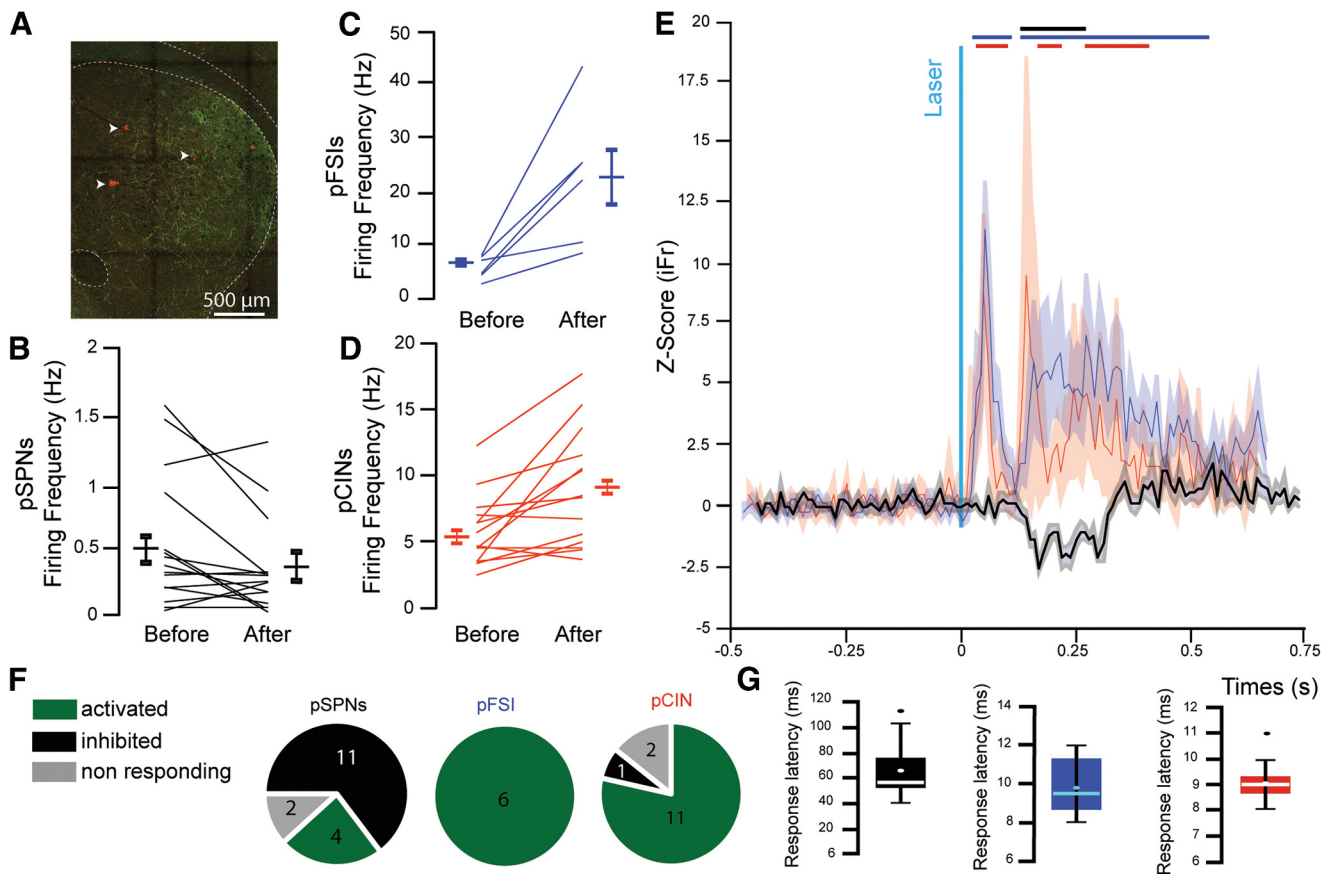 A
500 µm
B
pSPNs
Firing Frequency (Hz)
2
1.5
1
0.5
0
Before
After
C
pFSIs
Firing Frequency (Hz)
50
40
30
20
10
0
Before
After
D
pCINs
Firing Frequency (Hz)
20
15
10
5
0
Before
After
E
Z-Score (iFr)
20
17.5
15
12.5
10
7.5
5
2.5
0
-2.5
-5
Laser
-0.5
-0.25
0
0.25
0.5
0.75
Times (s)
F
activated
inhibited
non responding
pSPNs
11
2
4
pFSI
6
pCIN
2
1
11
G
Response latency (ms)
120
100
80
60
40
20
6
Response latency (ms)
14
12
10
8
6
Response latency (ms)
12
11
10
9
8
7
6